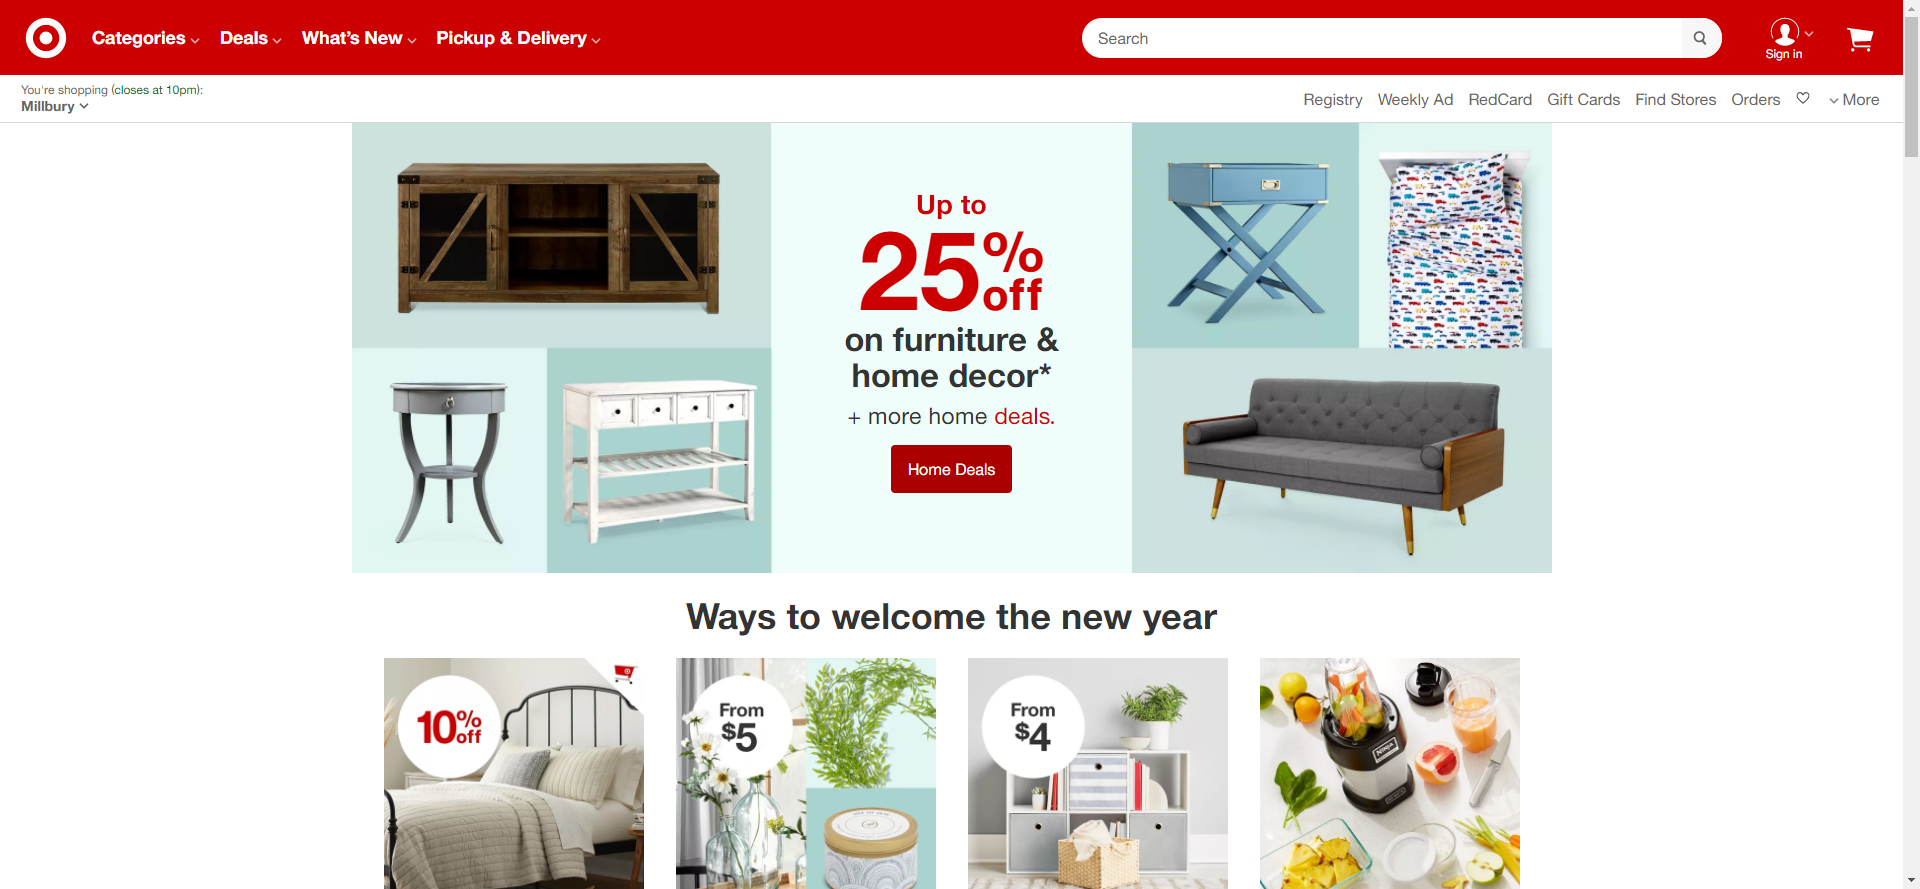 Categories
Deals
What's New
Pickup & Delivery
Search
Sign in
You're shopping (closes at 10pm):
Millbury
Registry
Weekly Ad
RedCard
Gift Cards
Find Stores
Orders
More
Up to
25% off
on furniture &
home decor*
+ more home deals.
Home Deals
Ways to welcome the new year
10% off
From
$5
From
$4
NINJA